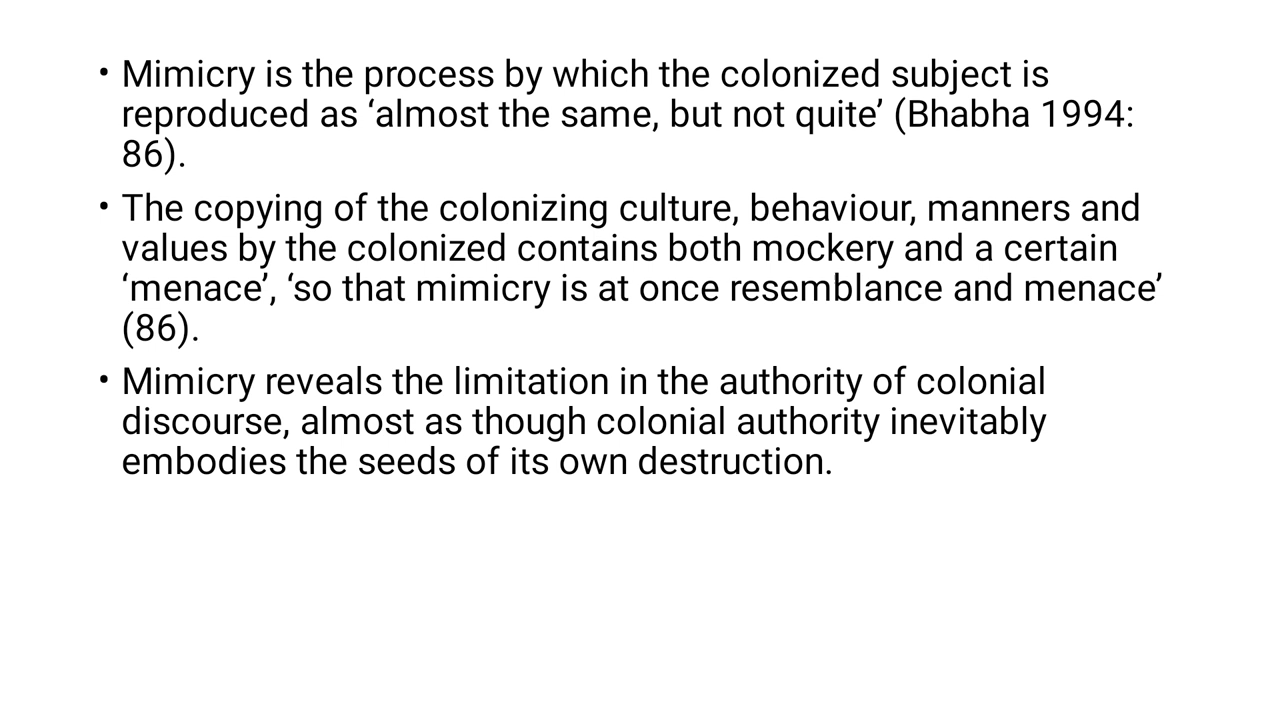 • Mimicry is the process by which the colonized subject is
reproduced as ‘almost the same, but not quite’ (Bhabha 1994:
86).
• The copying of the colonizing culture, behaviour, manners and
values by the colonized contains both mockery and a certain
‘menace’, ‘so that mimicry is at once resemblance and menace’
(86).
• Mimicry reveals the limitation in the authority of colonial
discourse, almost as though colonial authority inevitably
embodies the seeds of its own destruction.